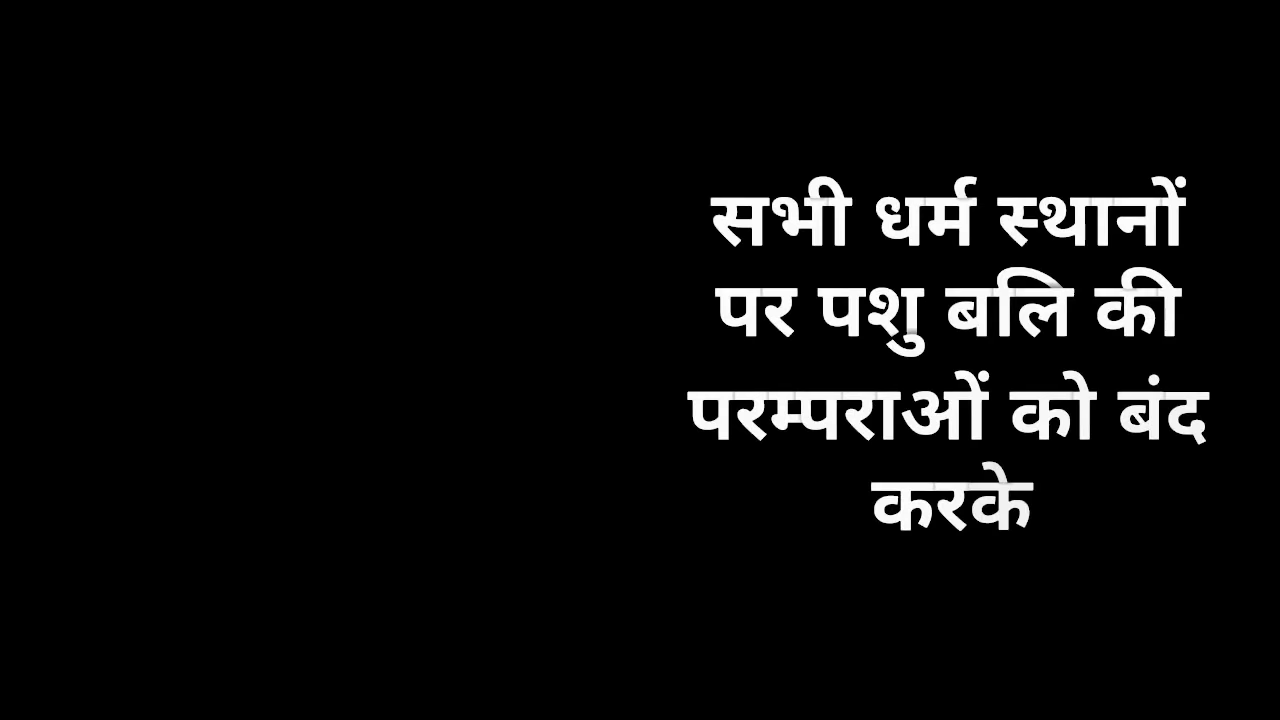 सभी धर्म स्थानों
पर पशु बलि की
परम्पराओं को बंद
करके